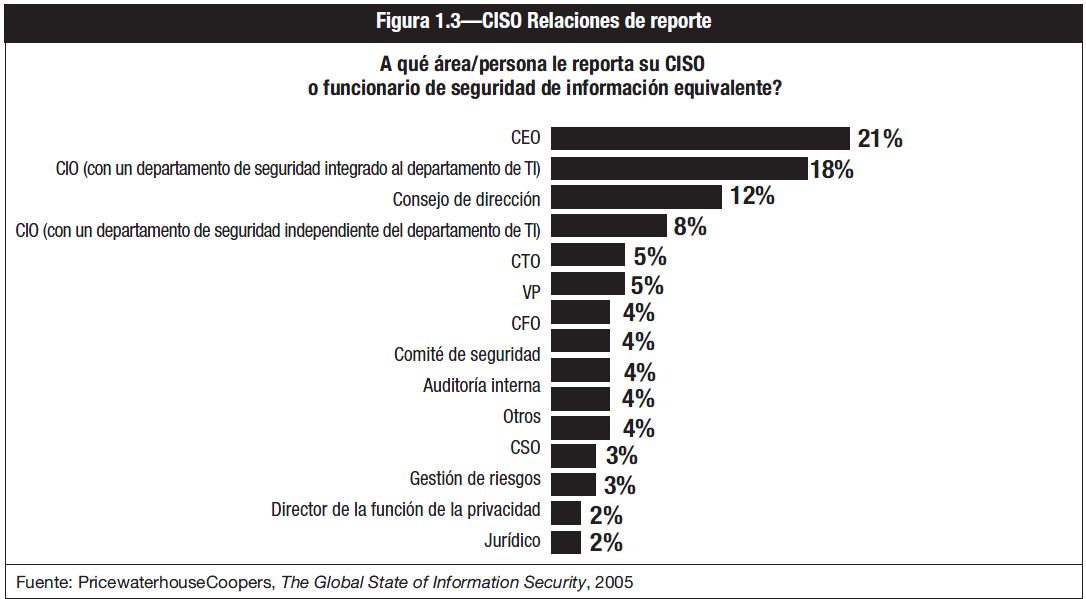 Figura 1.3—CISO Relaciones de reporte
A qué área/persona le reporta su CISO
o funcionario de seguridad de información equivalente?
CEO 21%
CIO (con un departamento de seguridad integrado al departamento de TI) 18%
Consejo de dirección 12%
CIO (con un departamento de seguridad independiente del departamento de TI) 8%
CTO 5%
VP 5%
CFO 4%
4%
Comité de seguridad 4%
Auditoría interna 4%
Otros 4%
CSO 3%
Gestión de riesgos 3%
Director de la función de la privacidad 2%
Jurídico 2%
Fuente: PricewaterhouseCoopers, The Global State of Information Security, 2005